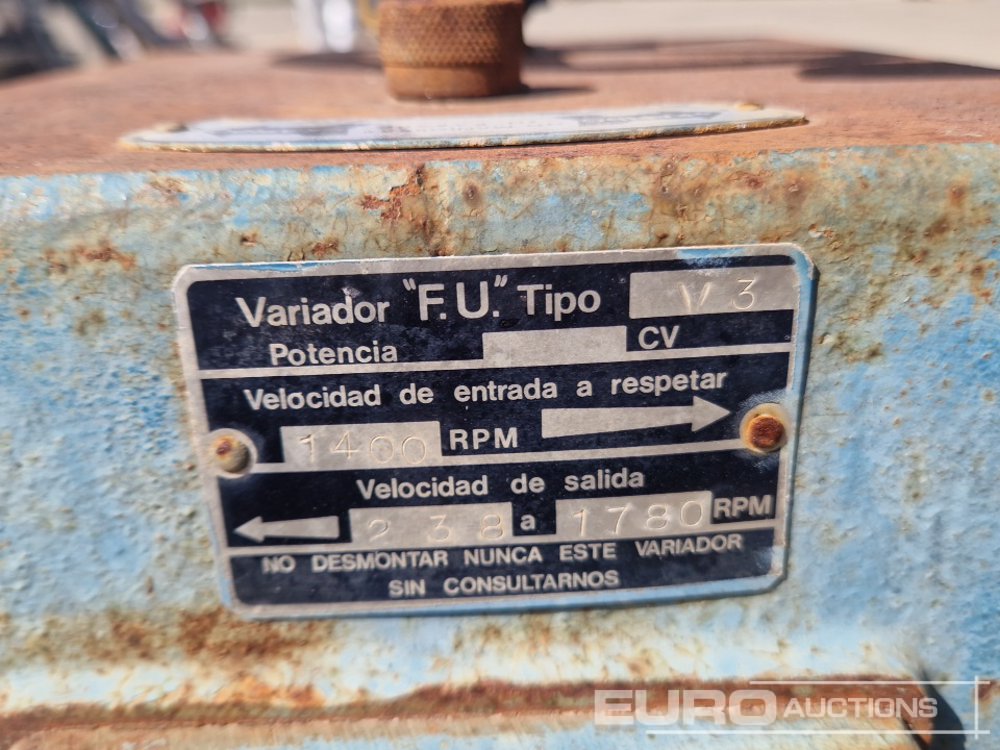 Variador "F.U." Tipo V 3
Potencia CV
Velocidad de entrada a respetar
1400 RPM
Velocidad de salida
238 a 1780 RPM
NO DESMONTAR NUNCA ESTE VARIADOR
SIN CONSULTARNOS
EURO AUCTIONS